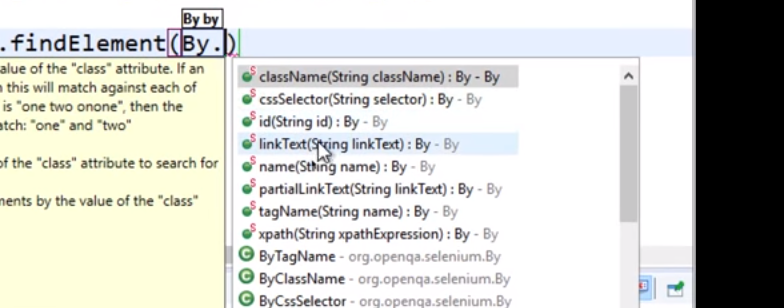 By by
.findElement(By.)
alue of the "class" attribute. If an
n this will match against each of
is "one two onone", then the
atch: "one" and "two"
of the "class" attribute to search for
ments by the value of the "class"
className(String className) : By - By
cssSelector(String selector) : By - By
id(String id) : By - By
linkText(String linkText) : By - By
name(String name) : By - By
partialLinkText(String linkText) : By - By
tagName(String name) : By - By
xpath(String xpathExpression) : By - By
ByTagName - org.openqa.selenium.By
ByClassName - org.openqa.selenium.By
ByCssSelector - org.openqa.selenium.By